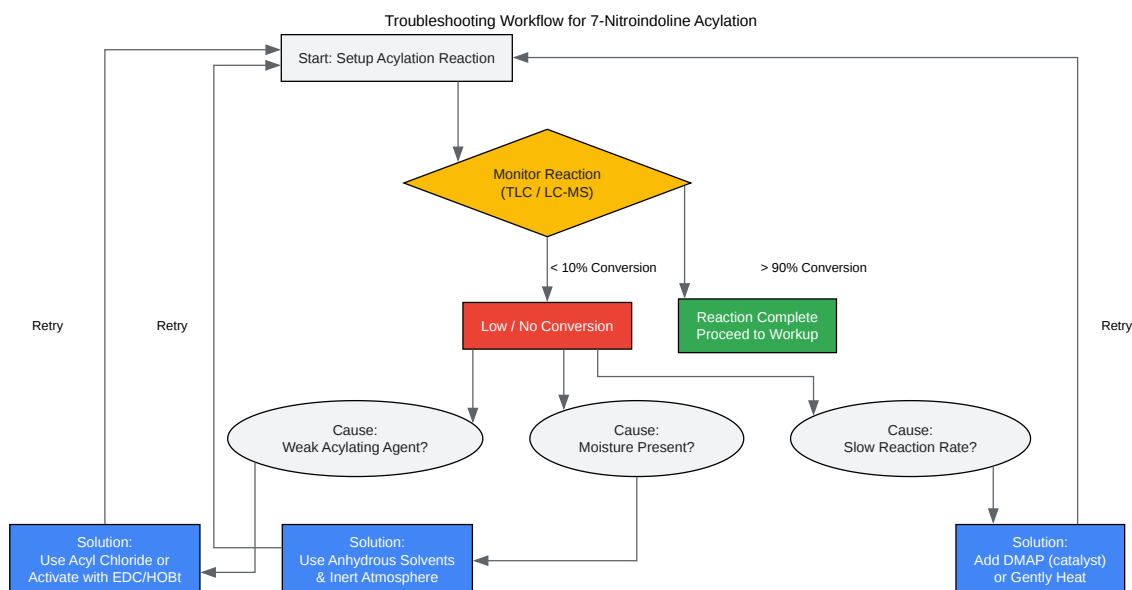 Troubleshooting Workflow for 7-Nitroindoline Acylation
Start: Setup Acylation Reaction
Monitor Reaction
(TLC / LC-MS)
< 10% Conversion
> 90% Conversion
Retry
Retry
Retry
Low / No Conversion
Reaction Complete
Proceed to Workup
Cause:
Weak Acylating Agent?
Cause:
Moisture Present?
Cause:
Slow Reaction Rate?
Solution:
Use Acyl Chloride or
Activate with EDC/HOBt
Solution:
Use Anhydrous Solvents
& Inert Atmosphere
Solution:
Add DMAP (catalyst)
or Gently Heat